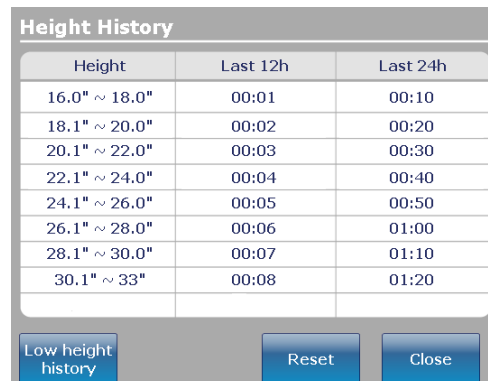 Height History
Height Last 12h Last 24h
16.0" ~ 18.0" 00:01 00:10
18.1" ~ 20.0" 00:02 00:20
20.1" ~ 22.0" 00:03 00:30
22.1" ~ 24.0" 00:04 00:40
24.1" ~ 26.0" 00:05 00:50
26.1" ~ 28.0" 00:06 01:00
28.1" ~ 30.0" 00:07 01:10
30.1" ~ 33" 00:08 01:20
Low height
history
Reset Close